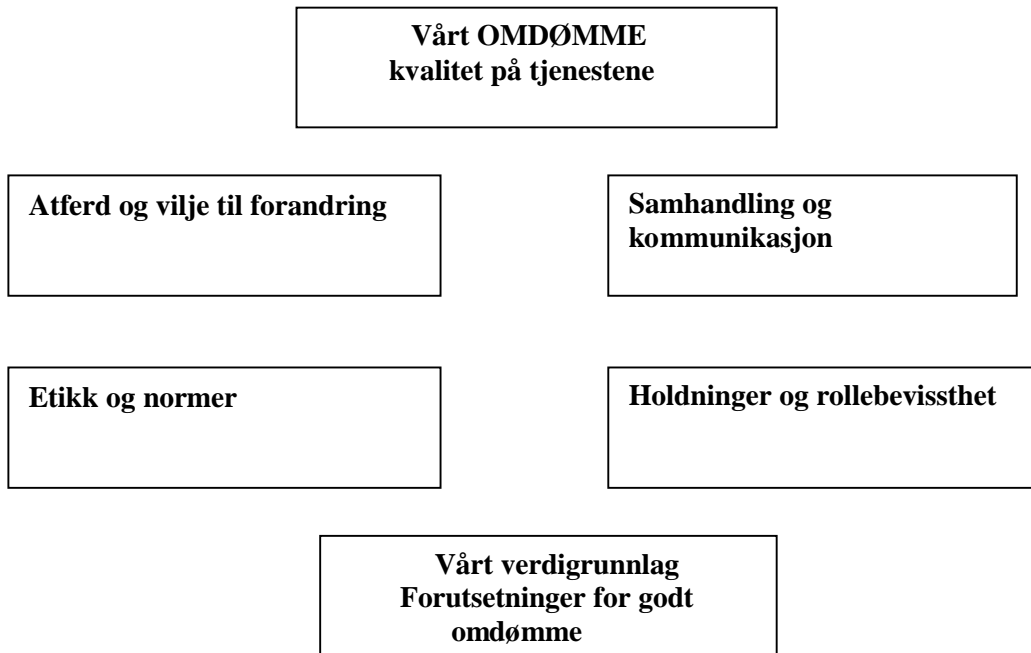 Vårt OMDØMME
kvalitet på tjenestene
Atferd og vilje til forandring
Samhandling og
kommunikasjon
Etikk og normer
Holdninger og rollebevissthet
Vårt verdigrunnlag
Forutsetninger for godt
omdømme